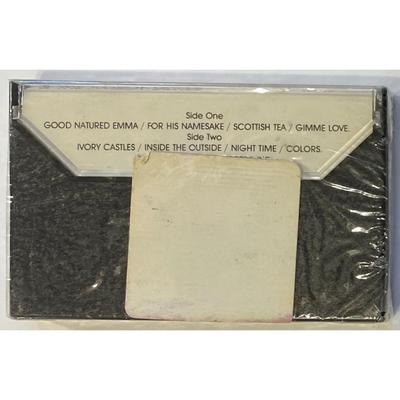 Side One
GOOD NATURED EMMA / FOR HIS NAMESAKE / SCOTTISH TEA / GIMME LOVE.
Side Two
IVORY CASTLES / INSIDE THE OUTSIDE / NIGHT TIME / COLORS.